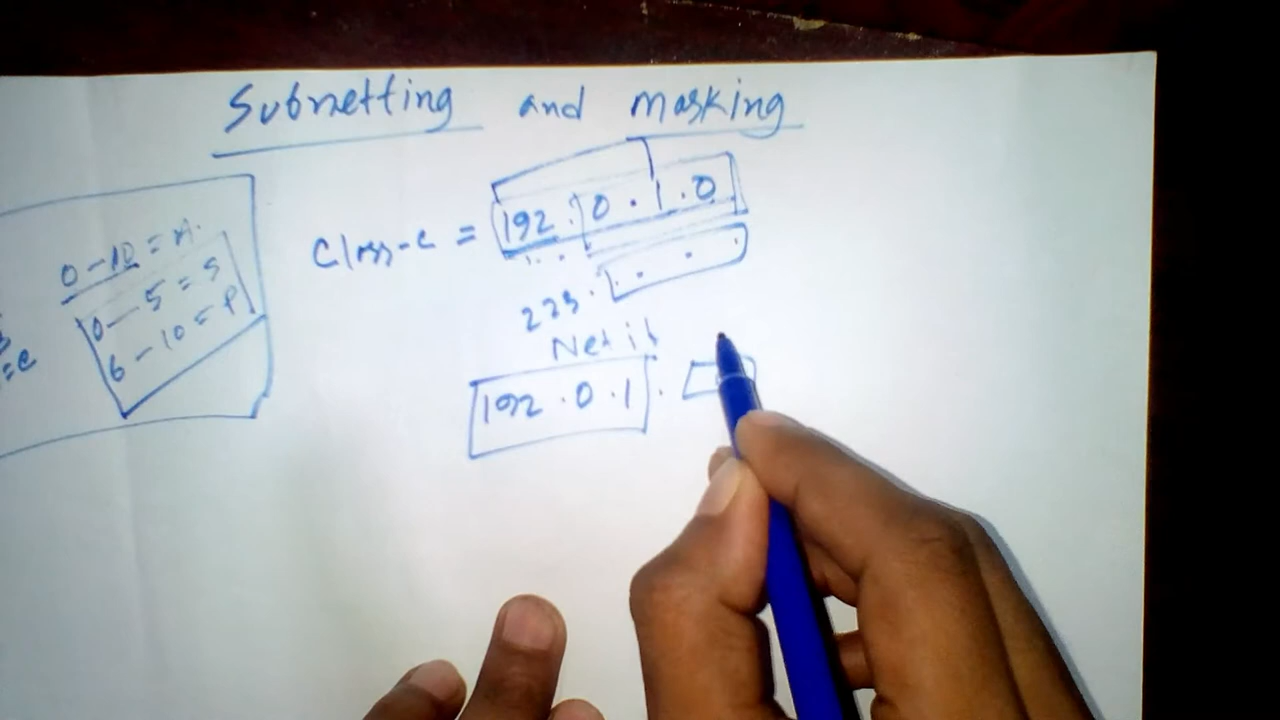 Subnetting and masking
Class-c = 192.0.1.0
223. . .
Net id
192.0.1.
0-10=A.
0-5=S
6-10=P
=c